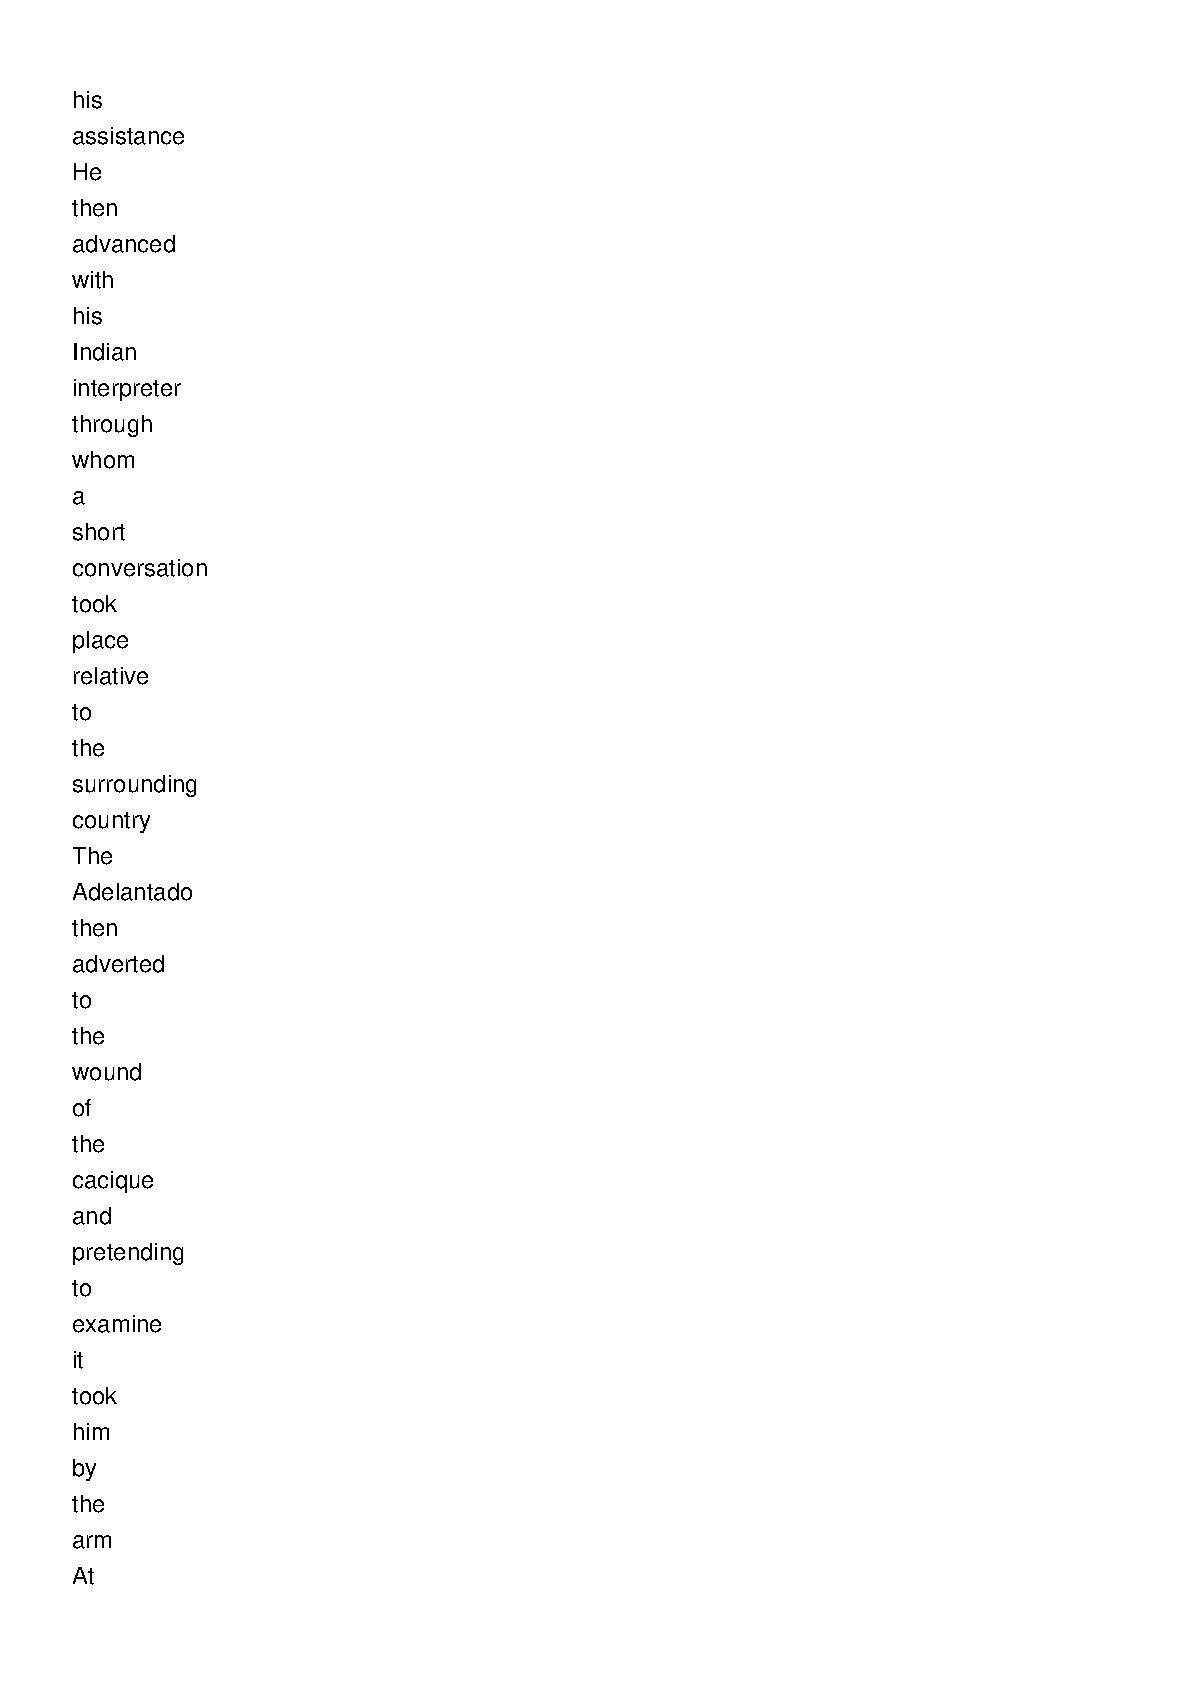 his
assistance
He
then
advanced
with
his
Indian
interpreter
through
whom
a
short
conversation
took
place
relative
to
the
surrounding
country
The
Adelantado
then
adverted
to
the
wound
of
the
cacique
and
pretending
to
examine
it
took
him
by
the
arm
At